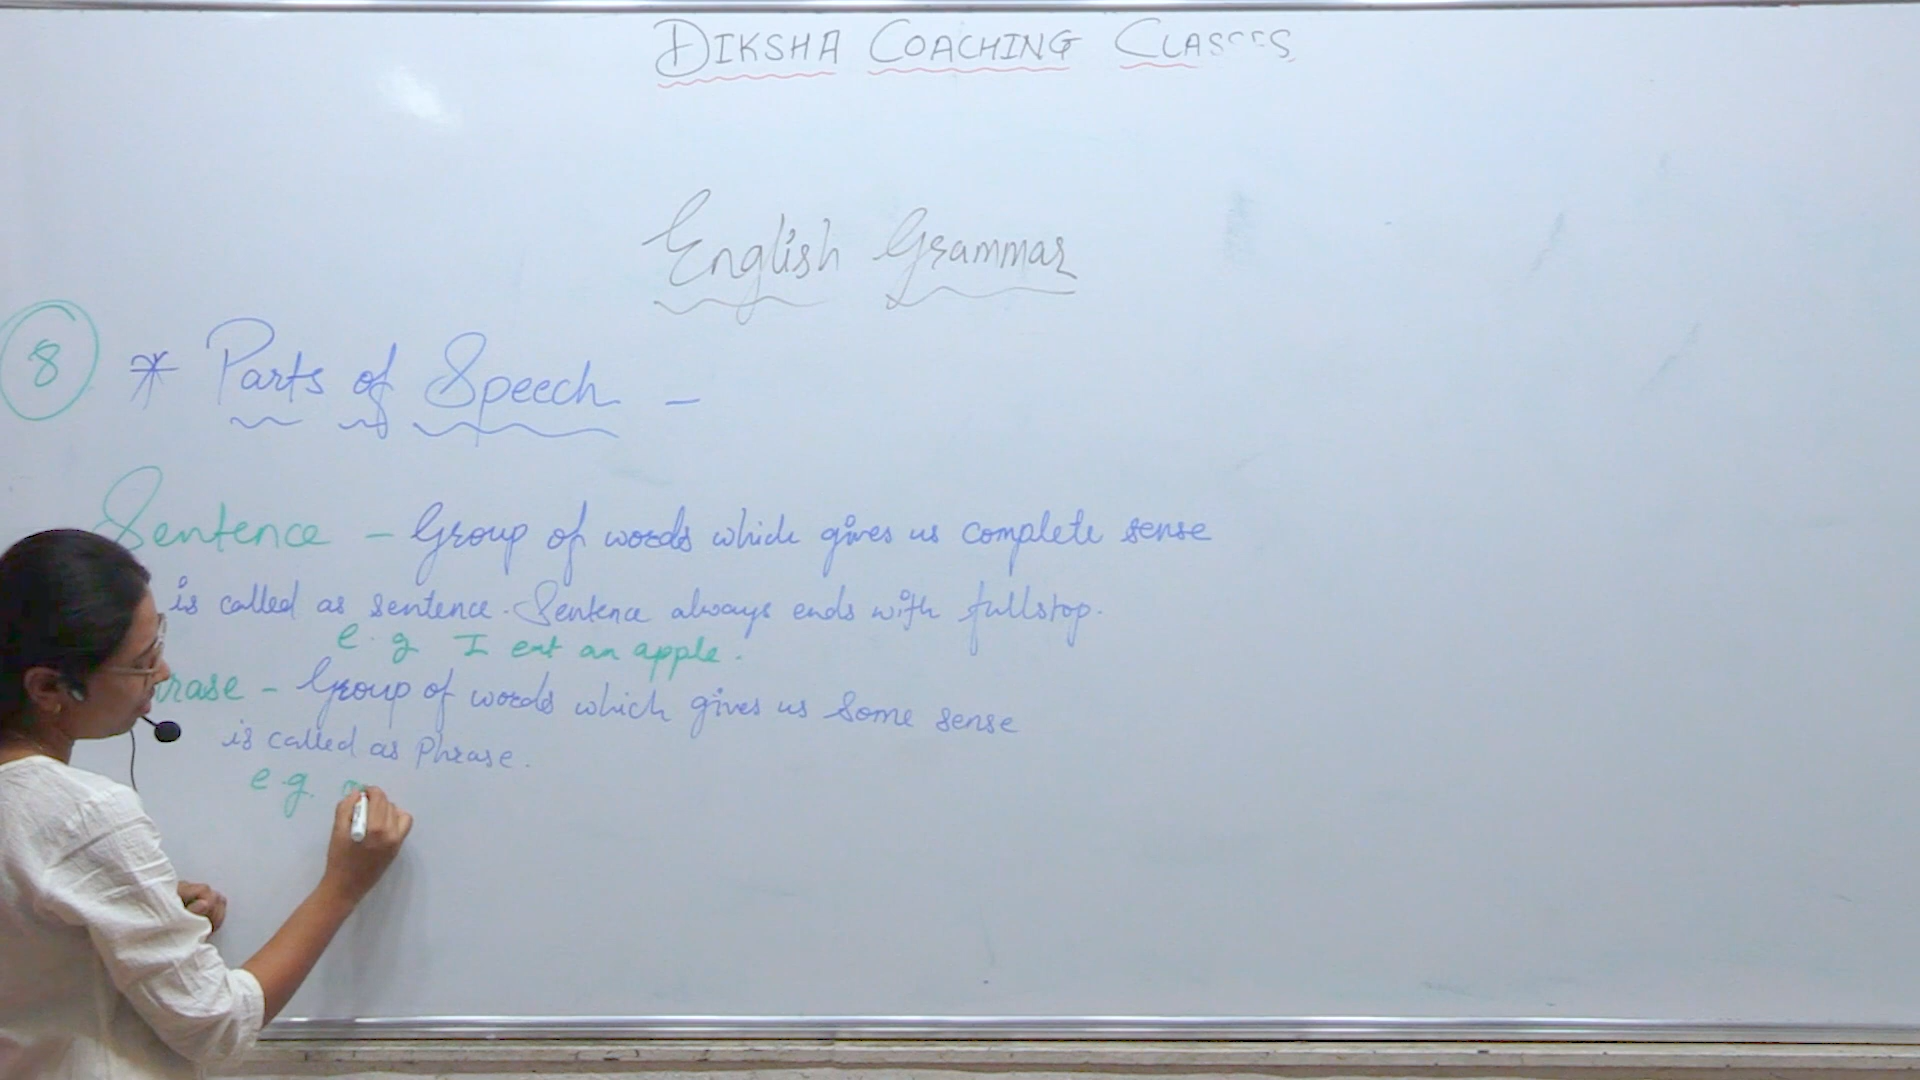 DIKSHA COACHING CLASSES
English Grammar
8 * Parts of Speech -
Sentence - Group of words which gives us complete sense
is called as sentence. Sentence always ends with fullstop.
e.g I eat an apple.
rase - Group of words which gives us some sense
is called as Phrase.
e.g.